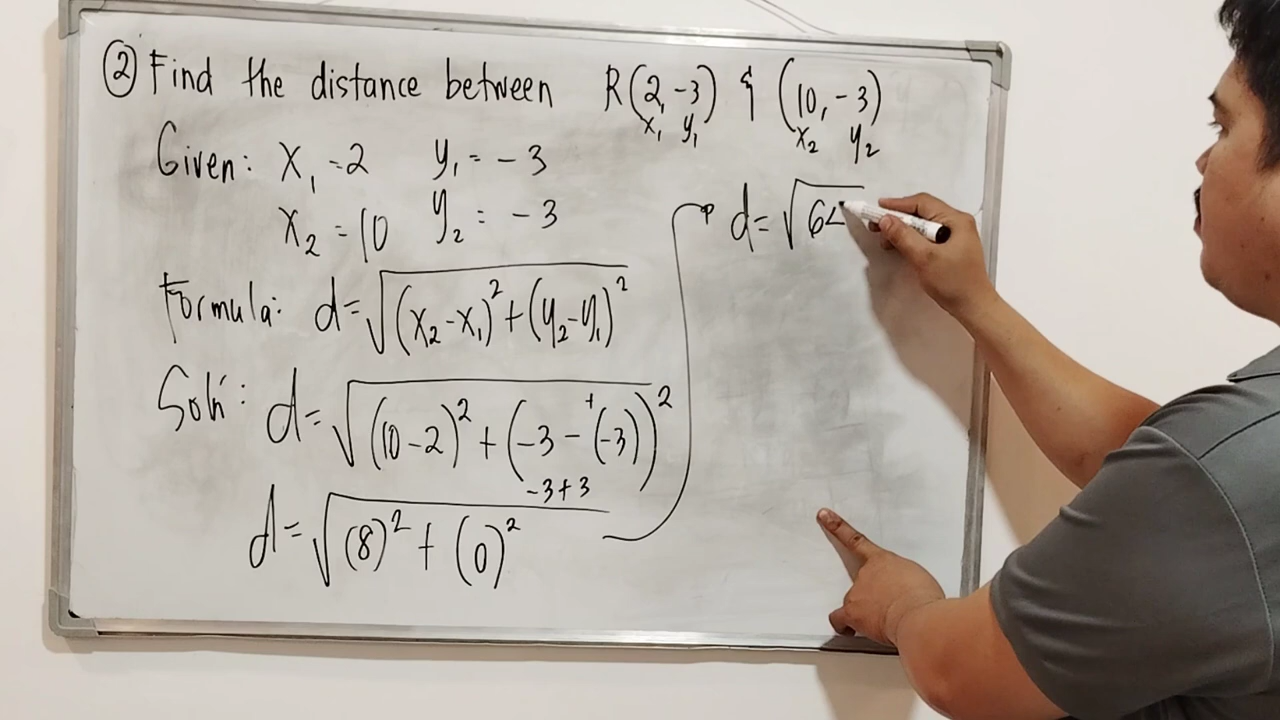 ② Find the distance between R(2, -3) & (10, -3)
x₁ y₁ x₂ y₂
Given: x₁ = 2 y₁ = -3
x₂ = 10 y₂ = -3
Formula: d = √(x₂ - x₁)² + (y₂ - y₁)²
Sol'n: d = √(10 - 2)² + (-3 - (-3))²
+
-3 + 3
d = √(8)² + (0)²
d = √64